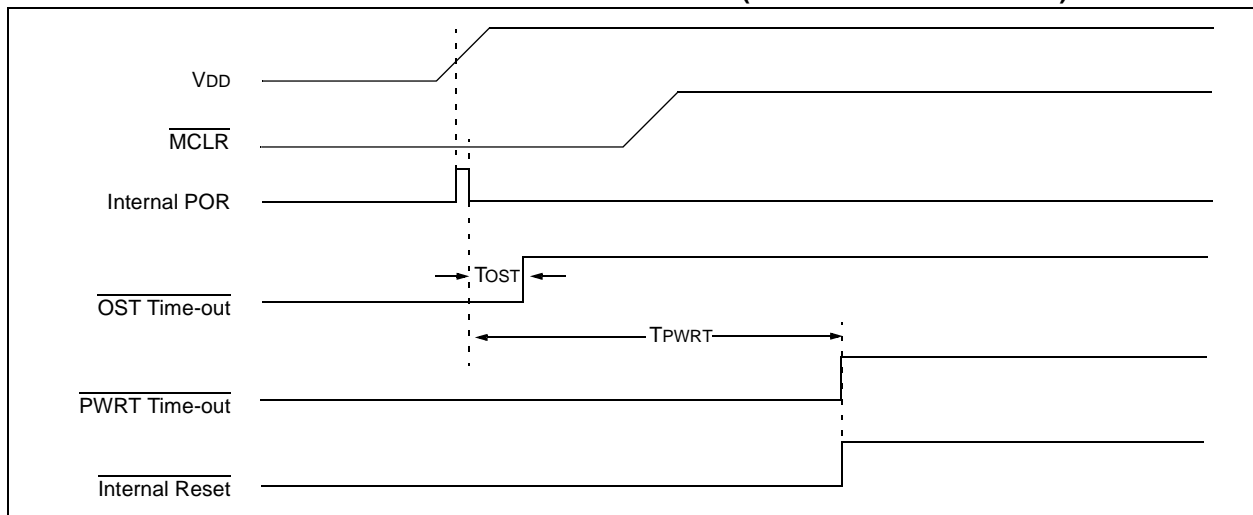 VDD
MCLR
Internal POR
TOST
OST Time-out
TPWRT
PWRT Time-out
Internal Reset